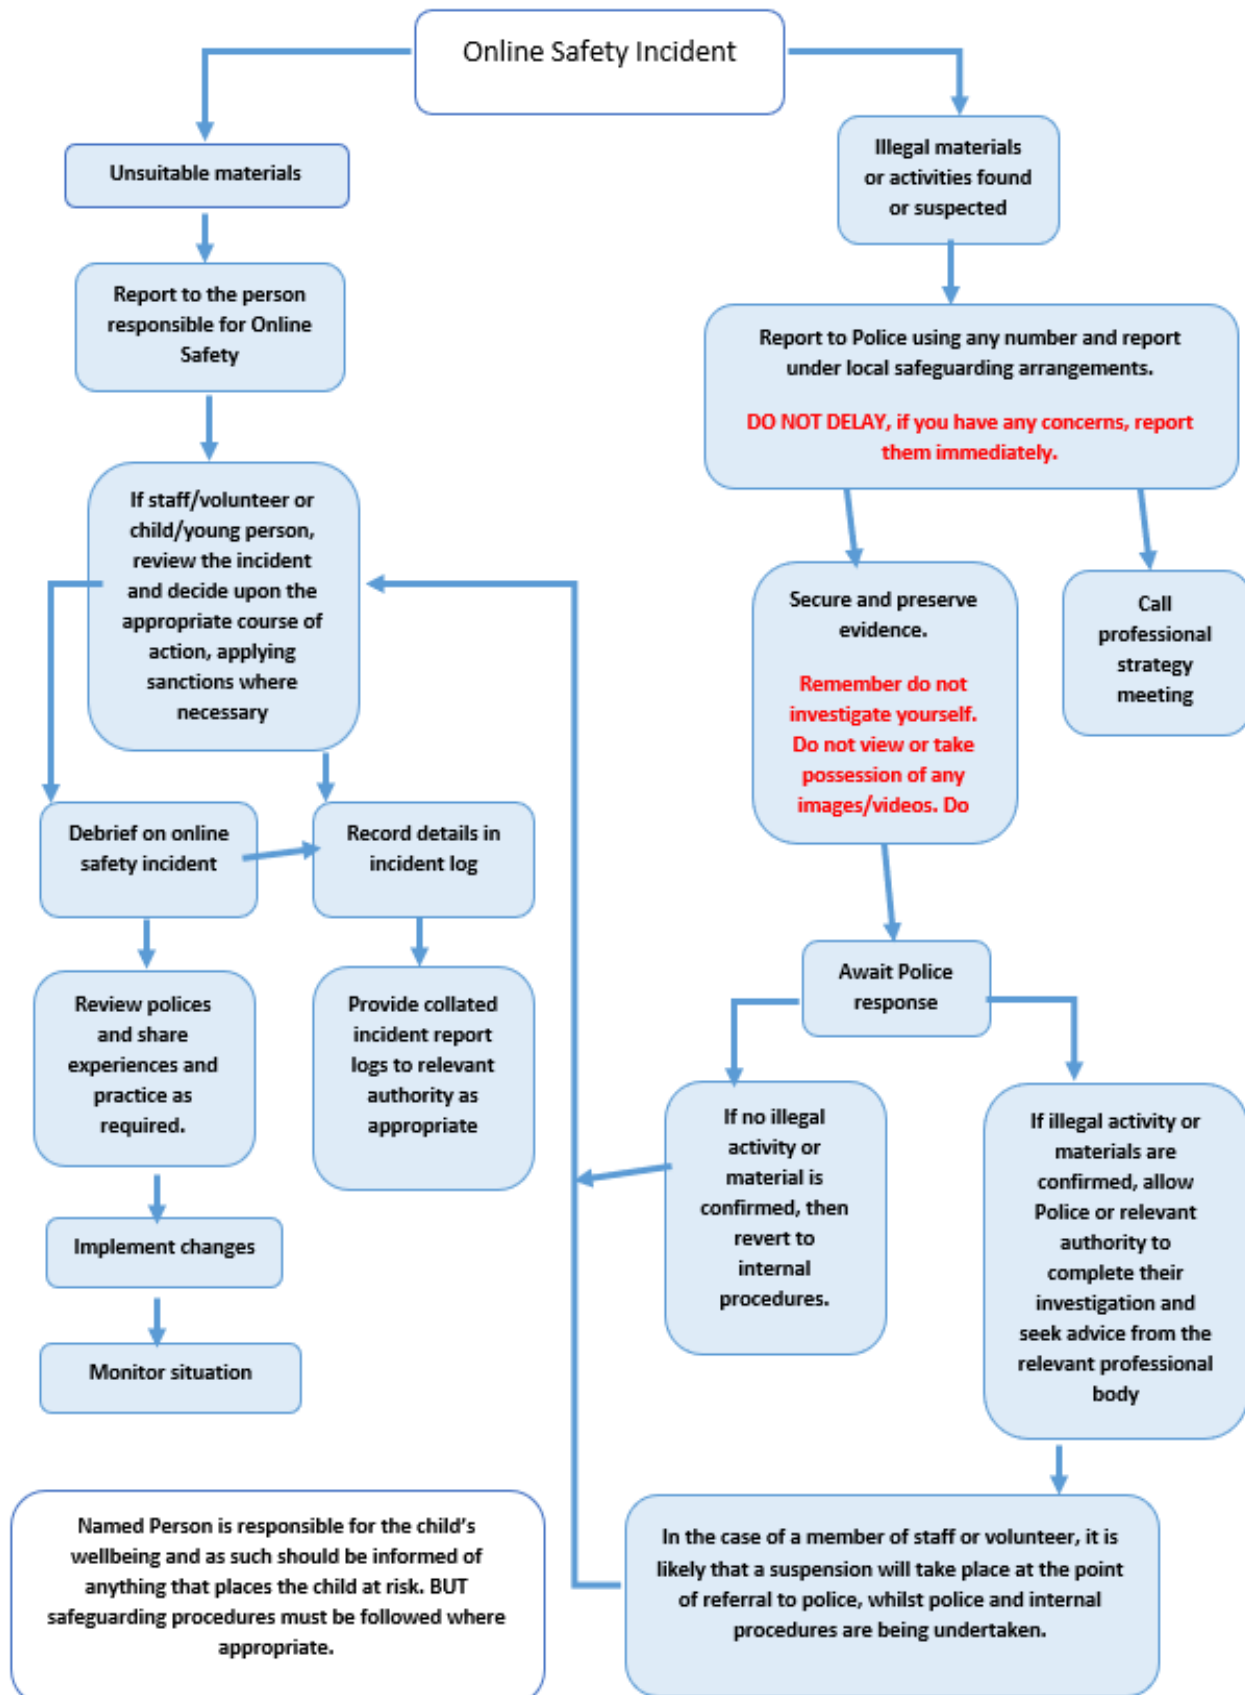 Online Safety Incident
Unsuitable materials
Report to the person
responsible for Online
Safety
If staff/volunteer or
child/young person,
review the incident
and decide upon the
appropriate course of
action, applying
sanctions where
necessary
Debrief on online
safety incident
Record details in
incident log
Review polices
and share
experiences and
practice as
required.
Provide collated
incident report
logs to relevant
authority as
appropriate
Implement changes
Monitor situation
Illegal materials
or activities found
or suspected
Report to Police using any number and report
under local safeguarding arrangements.
DO NOT DELAY, if you have any concerns, report
them immediately.
Secure and preserve
evidence.
Remember do not
investigate yourself.
Do not view or take
possession of any
images/videos. Do
Call
professional
strategy
meeting
Await Police
response
If no illegal
activity or
material is
confirmed, then
revert to
internal
procedures.
If illegal activity or
materials are
confirmed, allow
Police or relevant
authority to
complete their
investigation and
seek advice from the
relevant professional
body
In the case of a member of staff or volunteer, it is
likely that a suspension will take place at the point
of referral to police, whilst police and internal
procedures are being undertaken.
Named Person is responsible for the child's
wellbeing and as such should be informed of
anything that places the child at risk. BUT
safeguarding procedures must be followed where
appropriate.